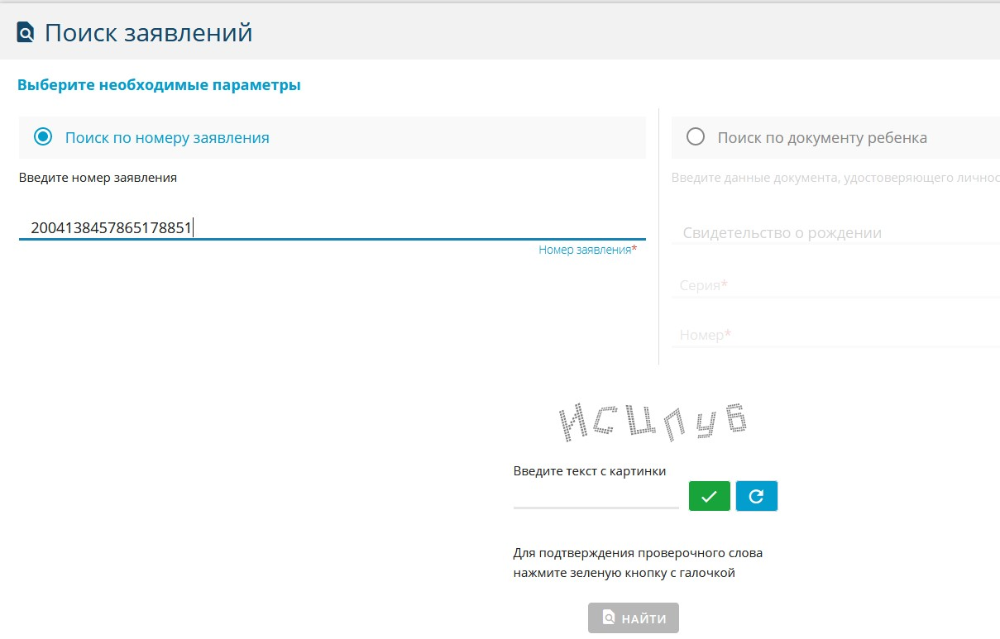 Поиск заявлений
Выберите необходимые параметры
Поиск по номеру заявления
Введите номер заявления
2004138457865178851
Номер заявления*
Поиск по документу ребенка
Введите данные документа, удостоверяющего личнос
Свидетельство о рождении
Серия*
Номер*
Введите текст с картинки
Для подтверждения проверочного слова
нажмите зеленую кнопку с галочкой
НАЙТИ